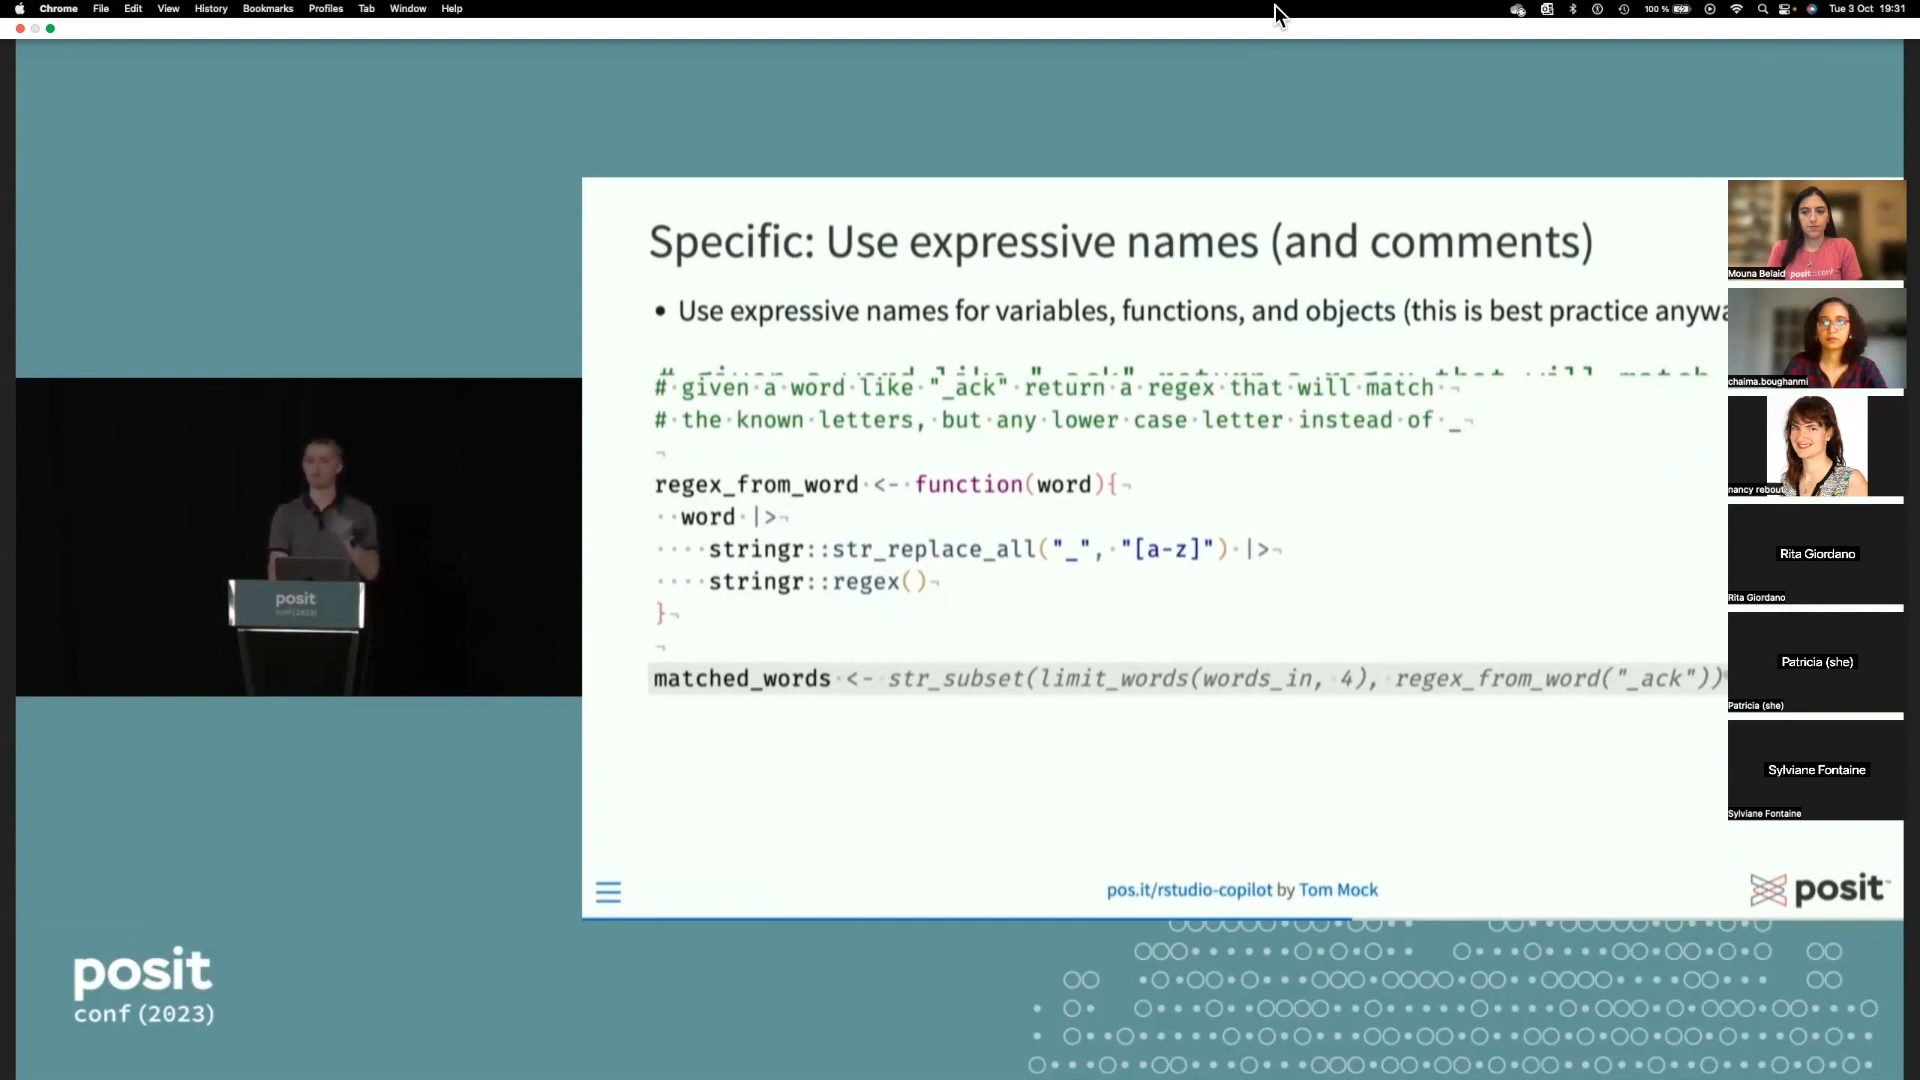 Chrome File Edit View History Bookmarks Profiles Tab Window Help
100 % Tue 3 Oct 19:31
Specific: Use expressive names (and comments)
• Use expressive names for variables, functions, and objects (this is best practice anywa
# given a word like "_ack" return a regex that will match
# the known letters, but any lower case letter instead of _
regex_from_word <- function(word){
word |>
stringr::str_replace_all("_", "[a-z]") |>
stringr::regex()
}
matched_words <- str_subset(limit_words(words_in, 4), regex_from_word("_ack"))
pos.it/rstudio-copilot by Tom Mock
posit
posit
conf(2023)
posit
conf (2023)
Mouna Belaid
posit::conf
chaima.boughanmi
nancy rebout
Rita Giordano
Rita Giordano
Patricia (she)
Patricia (she)
Sylviane Fontaine
Sylviane Fontaine